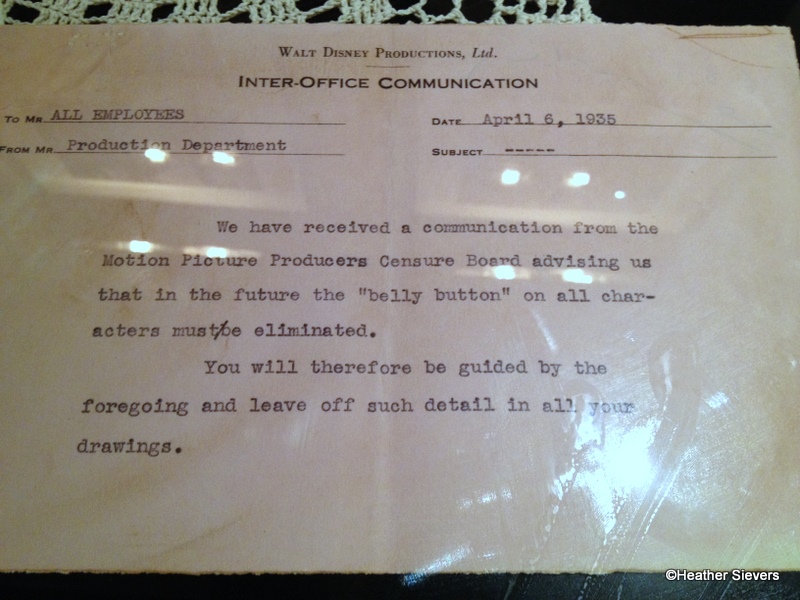 WALT DISNEY PRODUCTIONS, Ltd.
INTER-OFFICE COMMUNICATION
TO MR ALL EMPLOYEES
DATE April 6, 1935
FROM MR Production Department
SUBJECT -----
We have received a communication from the
Motion Picture Producers Censure Board advising us
that in the future the "belly button" on all char-
acters must/be eliminated.
You will therefore be guided by the
foregoing and leave off such detail in all your
drawings.
©Heather Sievers